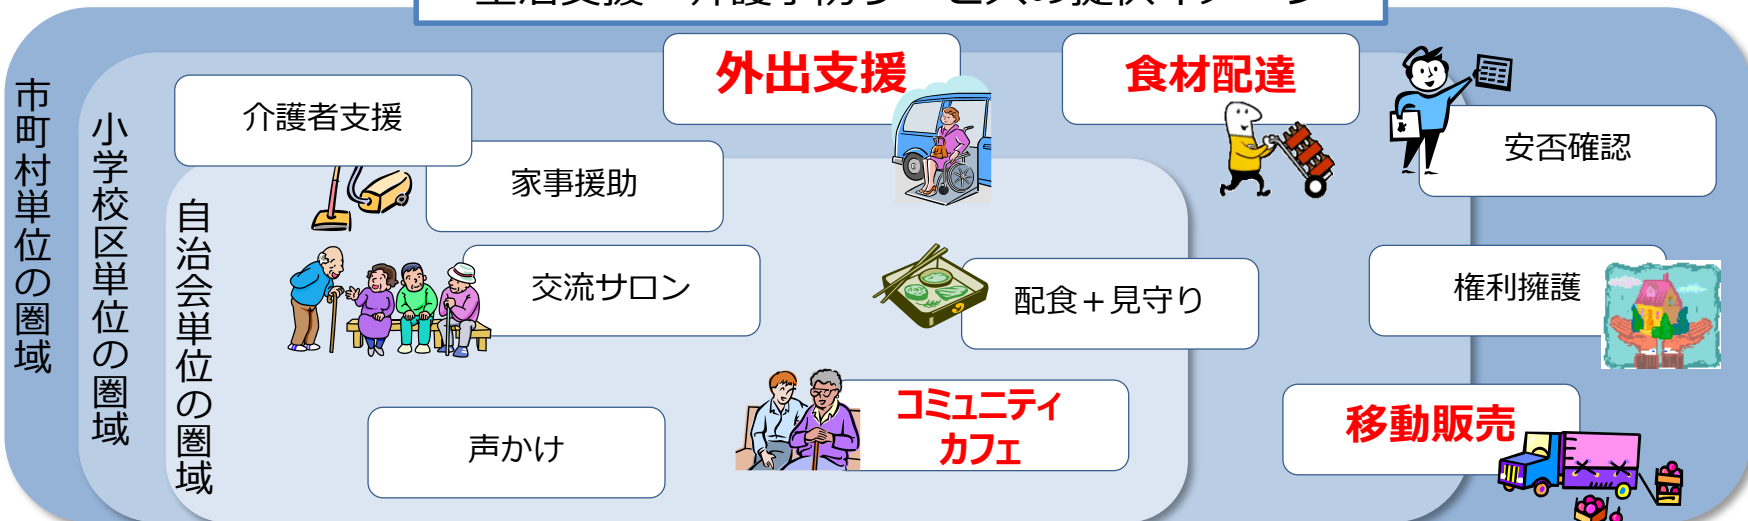 市町村単位の圏域
小学校区単位の圏域
自治会単位の圏域
外出支援
食材配達
介護者支援
安否確認
家事援助
交流サロン
配食＋見守り
権利擁護
コミュニティ
カフェ
移動販売
声かけ